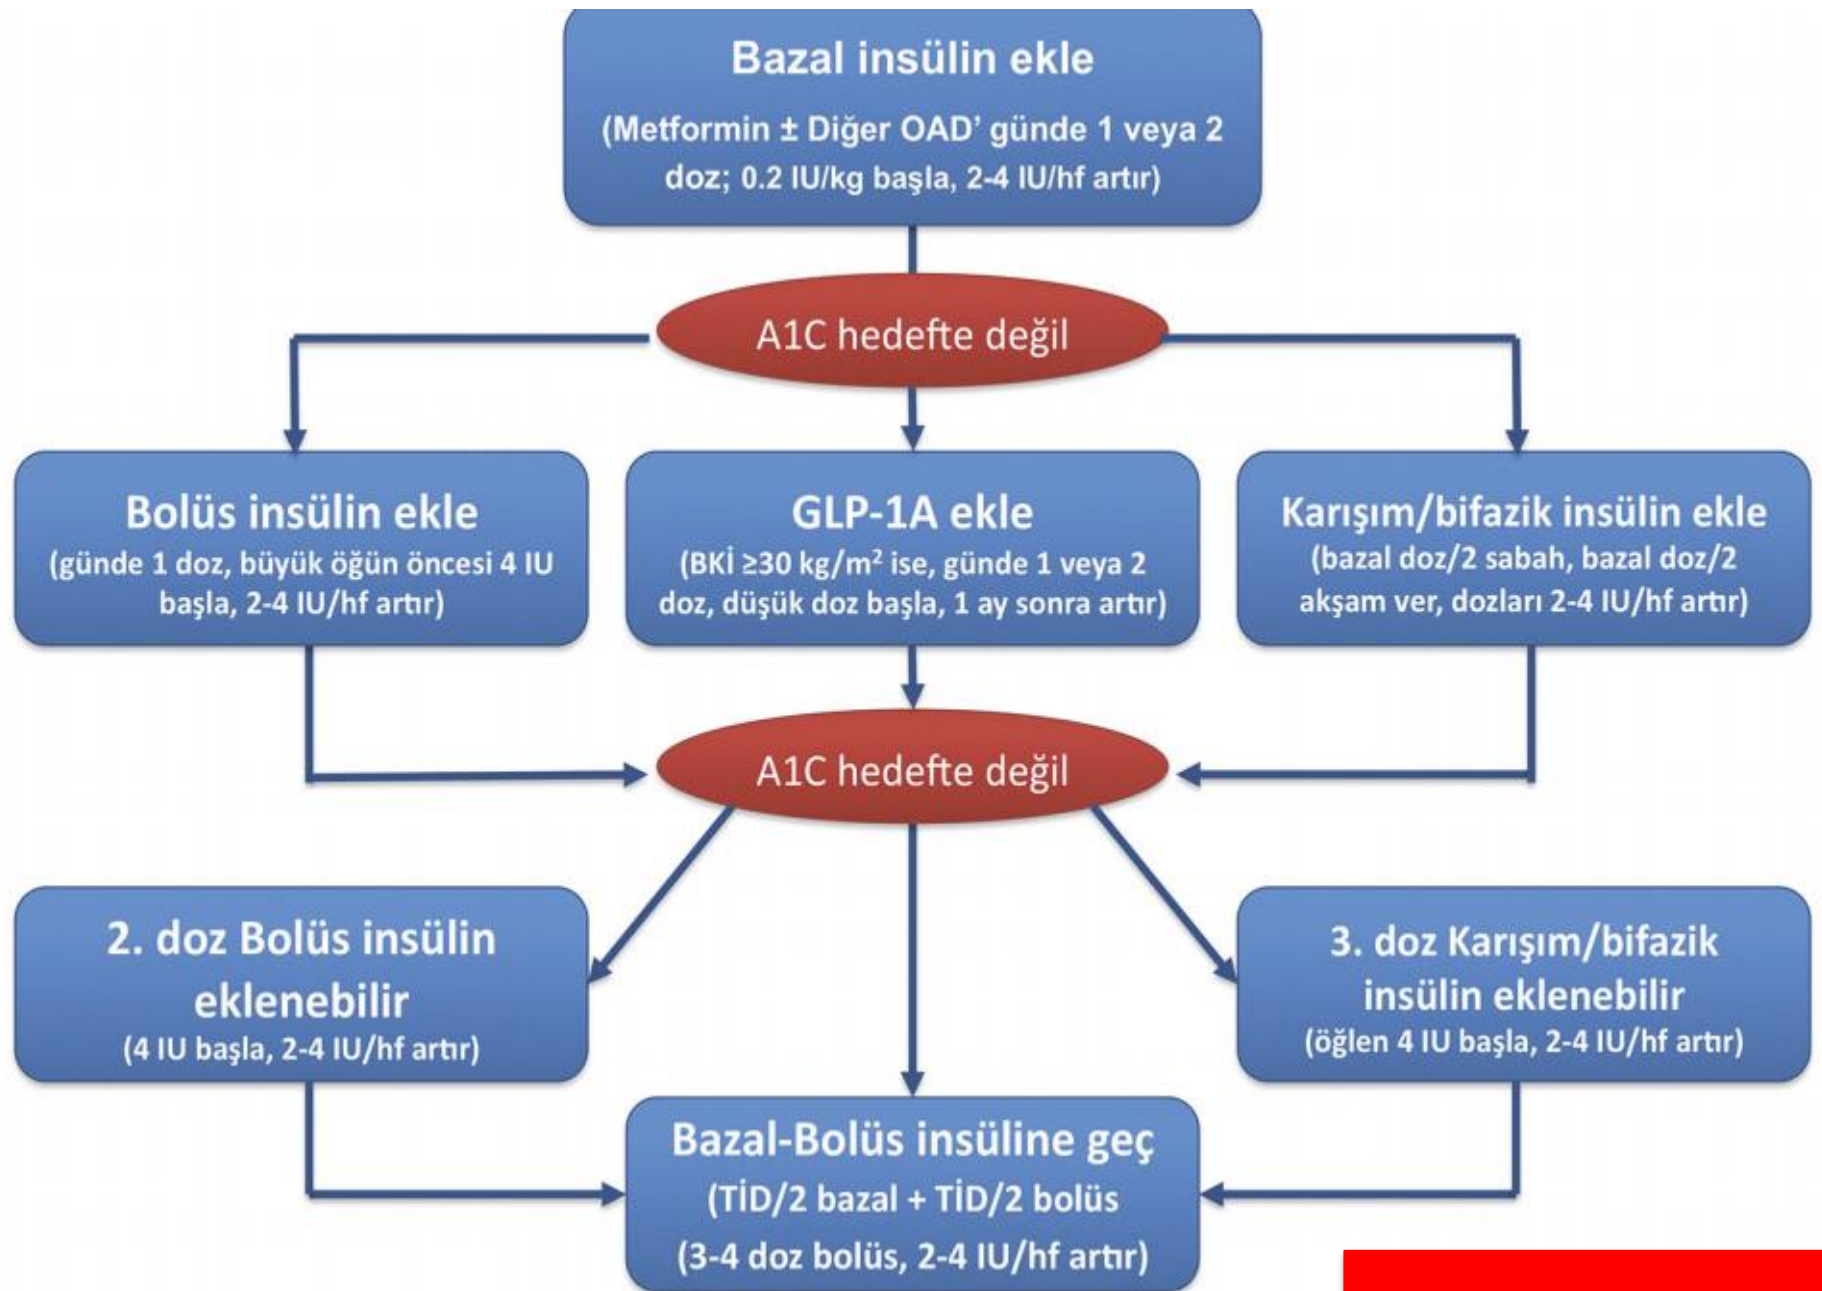 Bazal insülin ekle
(Metformin ± Diğer OAD’ günde 1 veya 2
doz; 0.2 IU/kg başla, 2-4 IU/hf artır)
A1C hedefte değil
Bolüs insülin ekle
(günde 1 doz, büyük öğün öncesi 4 IU
başla, 2-4 IU/hf artır)
GLP-1A ekle
(BKİ ≥30 kg/m² ise, günde 1 veya 2
doz, düşük doz başla, 1 ay sonra artır)
Karışım/bifazik insülin ekle
(bazal doz/2 sabah, bazal doz/2
akşam ver, dozları 2-4 IU/hf artır)
A1C hedefte değil
2. doz Bolüs insülin
eklenebilir
(4 IU başla, 2-4 IU/hf artır)
3. doz Karışım/bifazik
insülin eklenebilir
(öğlen 4 IU başla, 2-4 IU/hf artır)
Bazal-Bolüs insüline geç
(TİD/2 bazal + TİD/2 bolüs
(3-4 doz bolüs, 2-4 IU/hf artır)